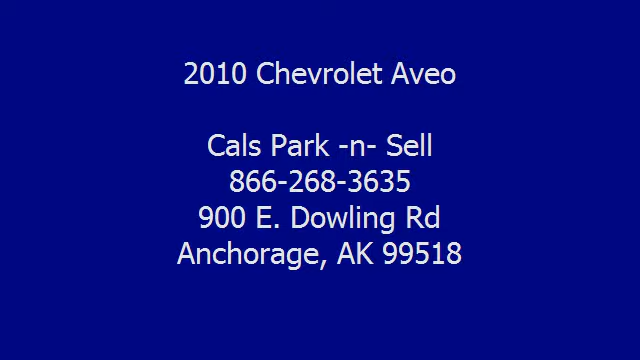 2010 Chevrolet Aveo
Cals Park -n- Sell
866-268-3635
900 E. Dowling Rd
Anchorage, AK 99518